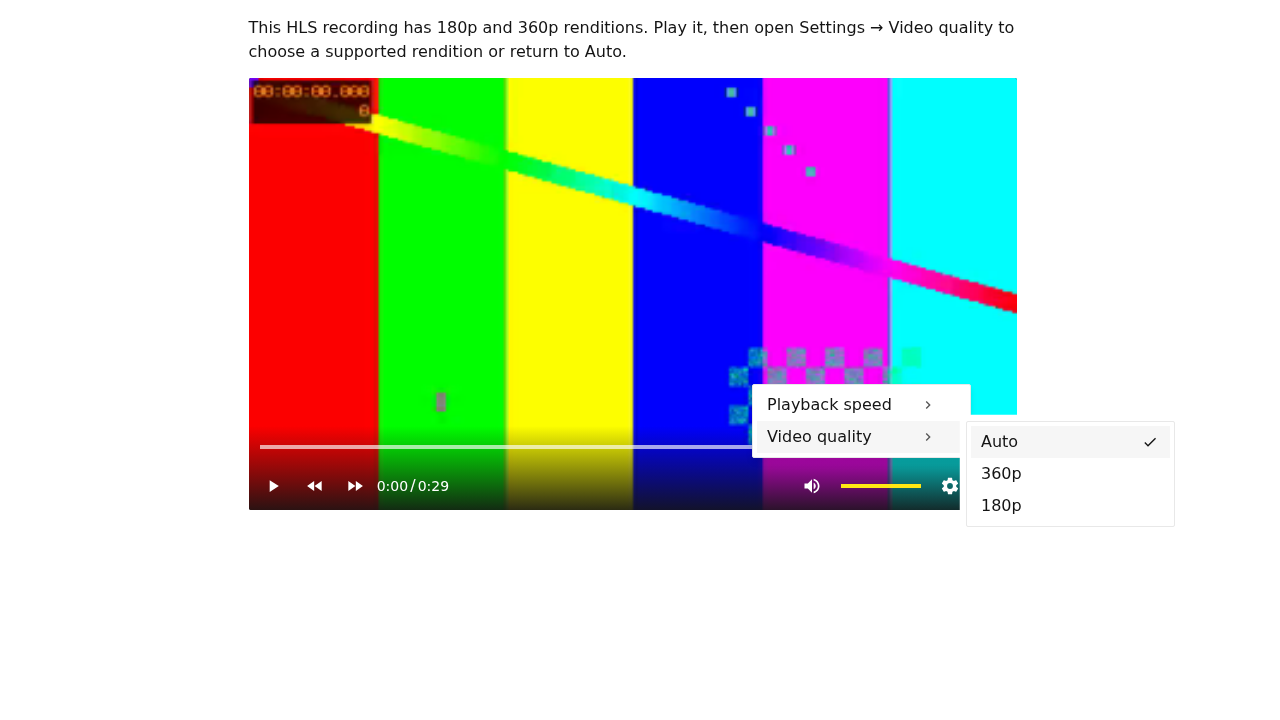 This HLS recording has 180p and 360p renditions. Play it, then open Settings → Video quality to
choose a supported rendition or return to Auto.
00:00:00.000
0
Playback speed
Video quality
Auto
360p
180p
0:00/0:29